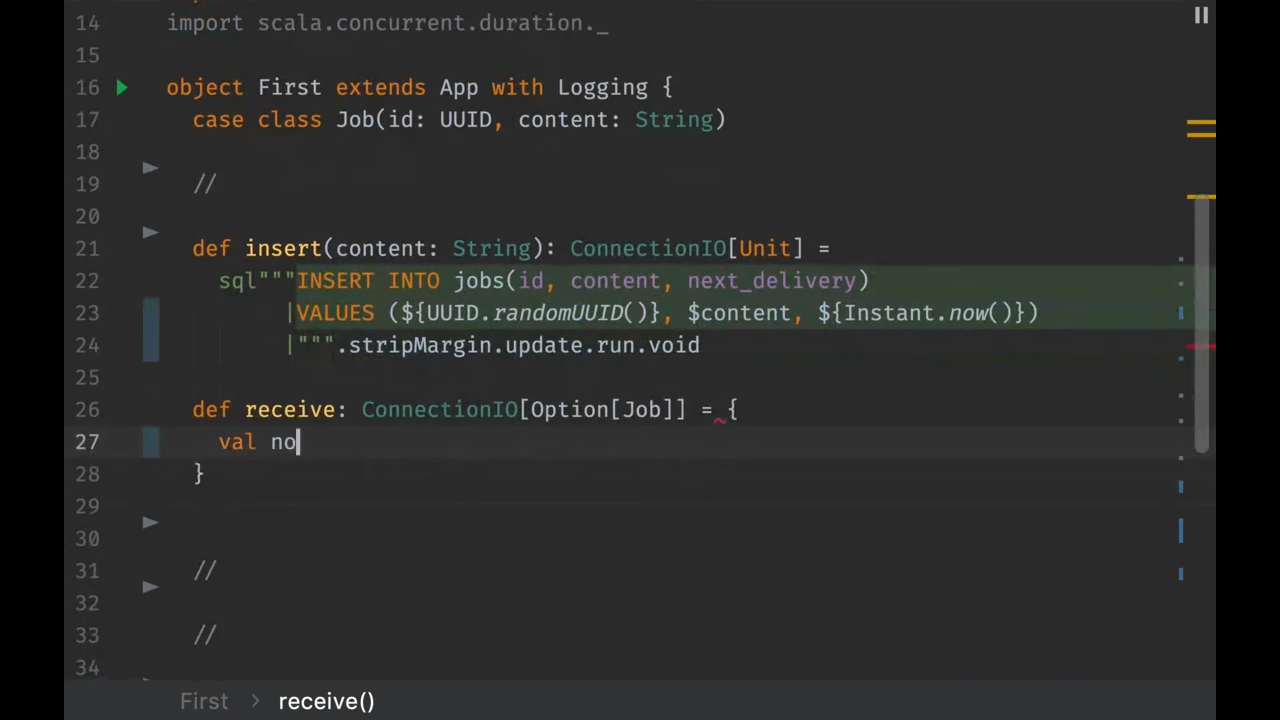 14 import scala.concurrent.duration._
15
16 object First extends App with Logging {
17 case class Job(id: UUID, content: String)
18
19 //
20
21 def insert(content: String): ConnectionIO[Unit] =
22 sql"""INSERT INTO jobs(id, content, next_delivery)
23 |VALUES (${UUID.randomUUID()}, $content, ${Instant.now()})
24 |""".stripMargin.update.run.void
25
26 def receive: ConnectionIO[Option[Job]] = {
27 val no
28 }
29
30
31 //
32
33 //
34
First > receive()